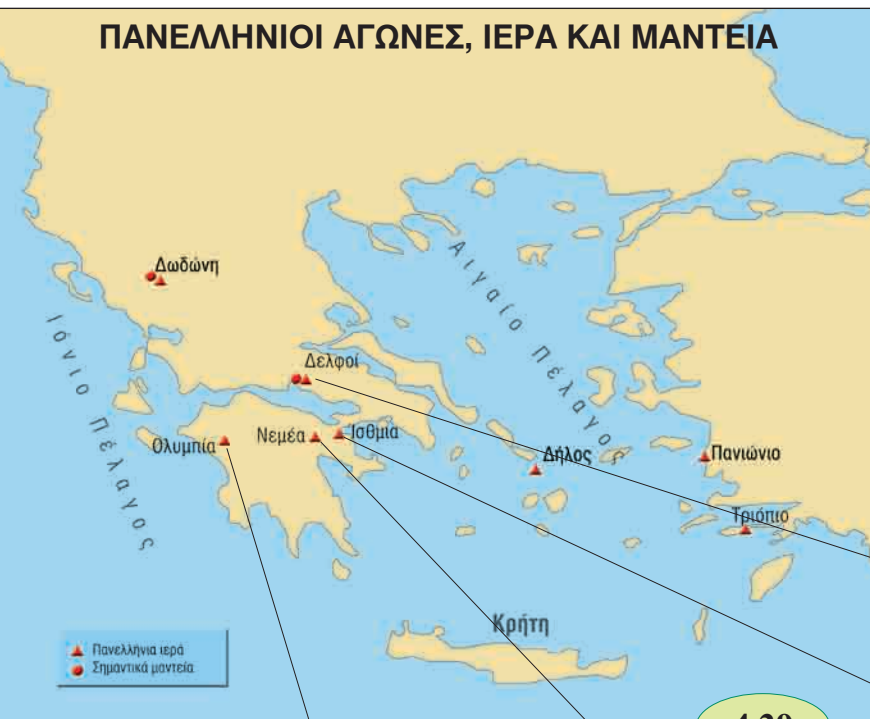 ΠΑΝΕΛΛΗΝΙΟΙ ΑΓΩΝΕΣ, ΙΕΡΑ ΚΑΙ ΜΑΝΤΕΙΑ
Αιγαίο Πέλαγος
Δωδώνη
Ιόνιο Πέλαγος
Δελφοί
Ολυμπία
Νεμέα
Ίσθμια
Δήλος
Πανιώνιο
Τριόπιο
Κρήτη
Πανελλήνια ιερά
Σημαντικά μαντεία